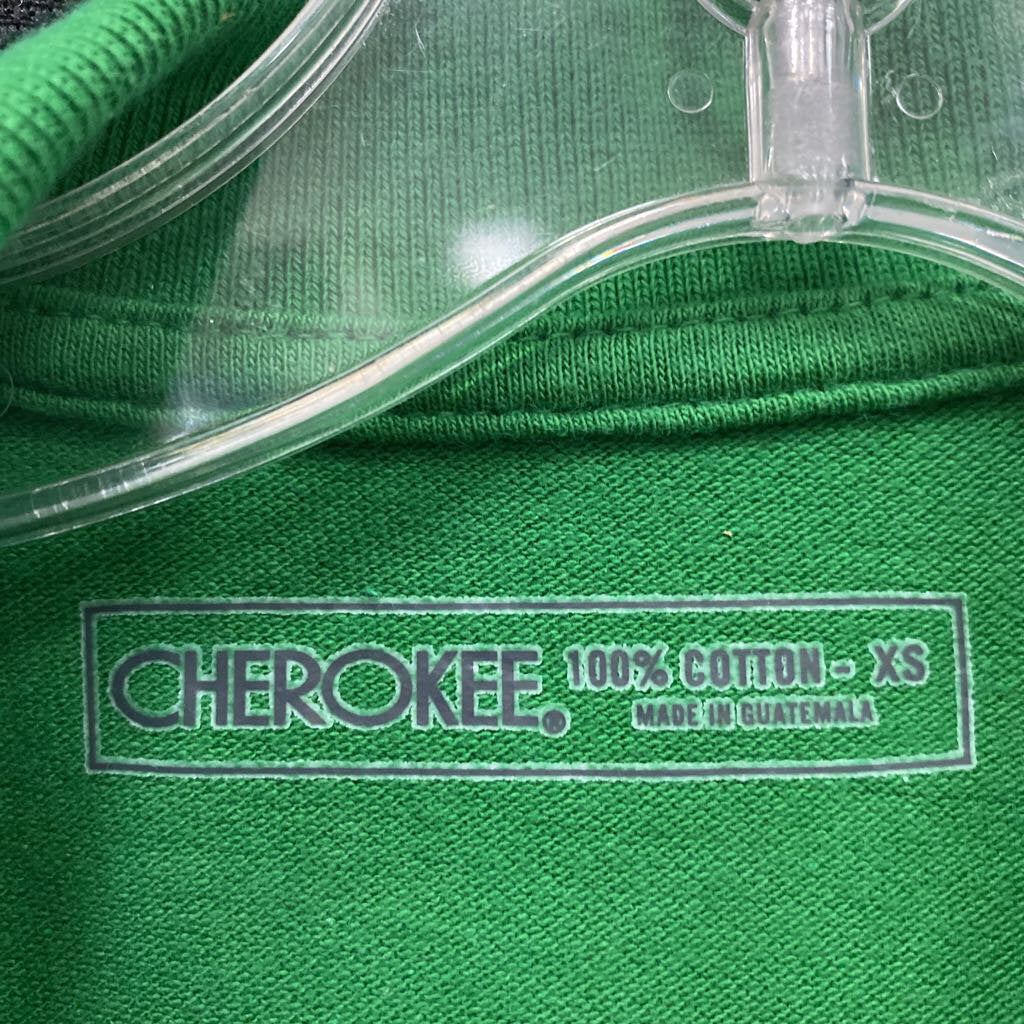 CHEROKEE®
100% COTTON - XS
MADE IN GUATEMALA